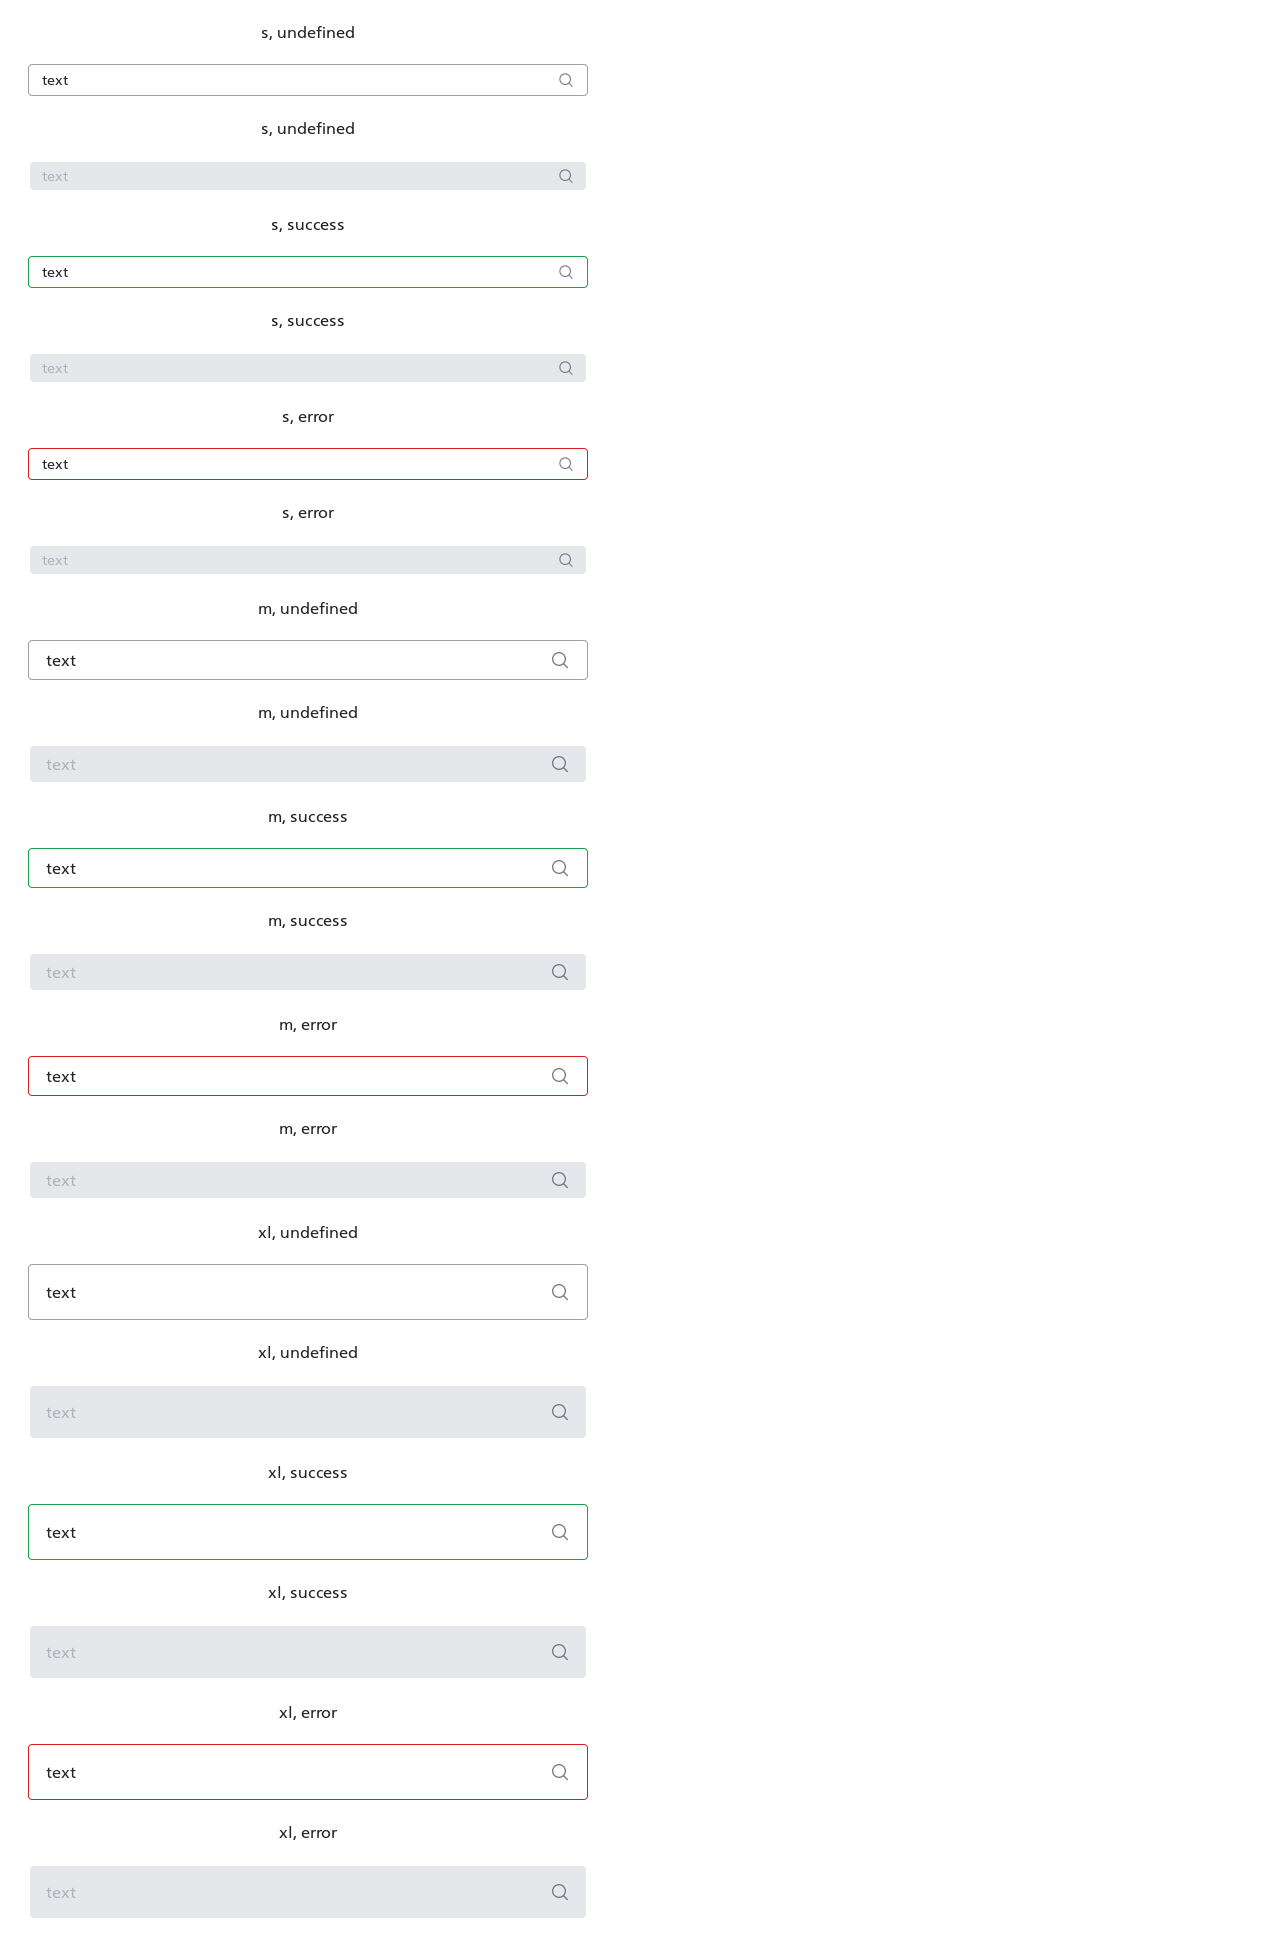 s, undefined
text
s, undefined
text
s, success
text
s, success
text
s, error
text
s, error
text
m, undefined
text
m, undefined
text
m, success
text
m, success
text
m, error
text
m, error
text
xl, undefined
text
xl, undefined
text
xl, success
text
xl, success
text
xl, error
text
xl, error
text